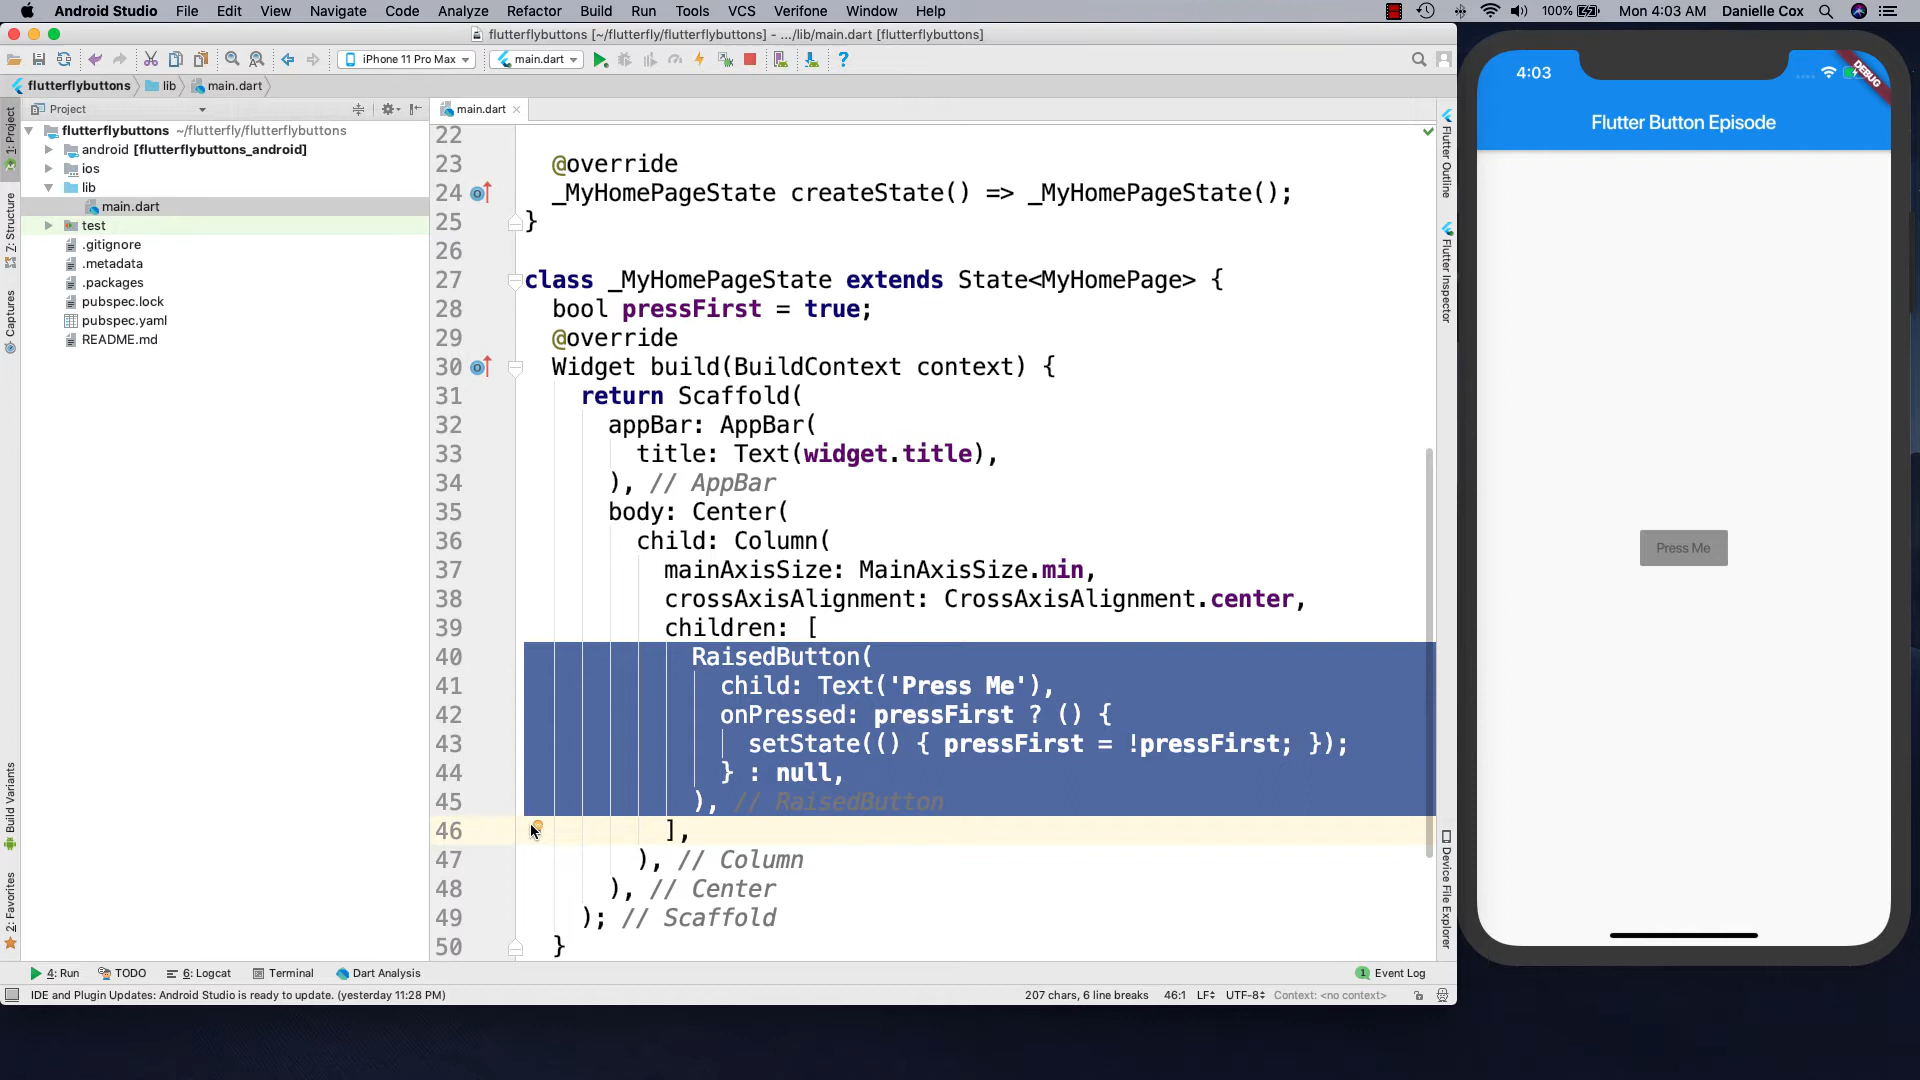 Android Studio File Edit View Navigate Code Analyze Refactor Build Run Tools VCS Verifone Window Help 100% Mon 4:03 AM Danielle Cox
flutterflybuttons [~/flutterfly/flutterflybuttons] - .../lib/main.dart [flutterflybuttons]
iPhone 11 Pro Max main.dart
flutterflybuttons lib main.dart
Project
main.dart
flutterflybuttons ~/flutterfly/flutterflybuttons
android [flutterflybuttons_android]
ios
lib
main.dart
test
.gitignore
.metadata
.packages
pubspec.lock
pubspec.yaml
README.md
1: Project
Z: Structure
Captures
Build Variants
2: Favorites
22
23 @override
24 _MyHomePageState createState() => _MyHomePageState();
25 }
26
27 class _MyHomePageState extends State<MyHomePage> {
28 bool pressFirst = true;
29 @override
30 Widget build(BuildContext context) {
31 return Scaffold(
32 appBar: AppBar(
33 title: Text(widget.title),
34 ), // AppBar
35 body: Center(
36 child: Column(
37 mainAxisSize: MainAxisSize.min,
38 crossAxisAlignment: CrossAxisAlignment.center,
39 children: [
40 RaisedButton(
41 child: Text('Press Me'),
42 onPressed: pressFirst ? () {
43 setState(() { pressFirst = !pressFirst; });
44 } : null,
45 ), // RaisedButton
46 ],
47 ), // Column
48 ), // Center
49 ); // Scaffold
50 }
Flutter Outline
Flutter Inspector
Device File Explorer
4: Run TODO 6: Logcat Terminal Dart Analysis 1 Event Log
IDE and Plugin Updates: Android Studio is ready to update. (yesterday 11:28 PM) 207 chars, 6 line breaks 46:1 LF UTF-8 Context: <no context>
4:03
DEBUG
Flutter Button Episode
Press Me